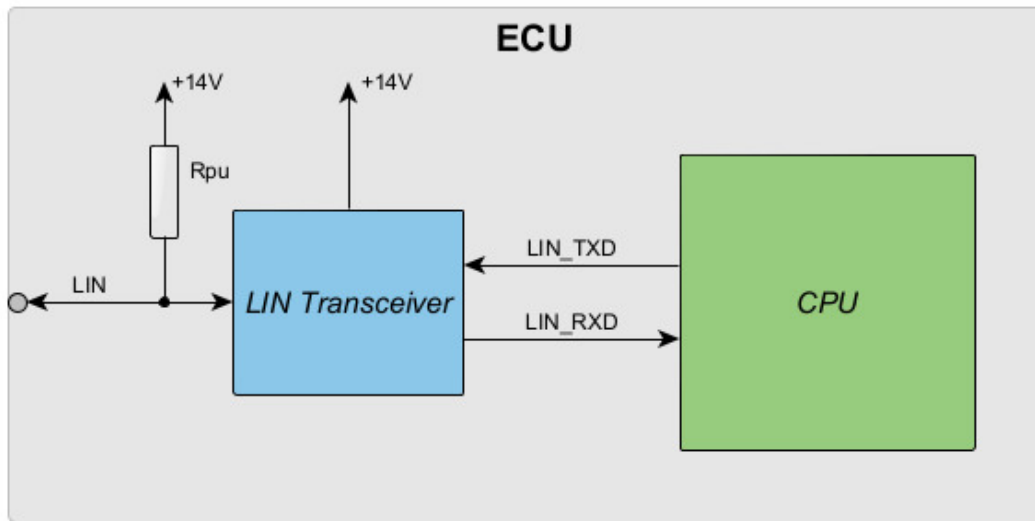 ECU
+14V
+14V
Rpu
LIN
LIN Transceiver
LIN_TXD
LIN_RXD
CPU